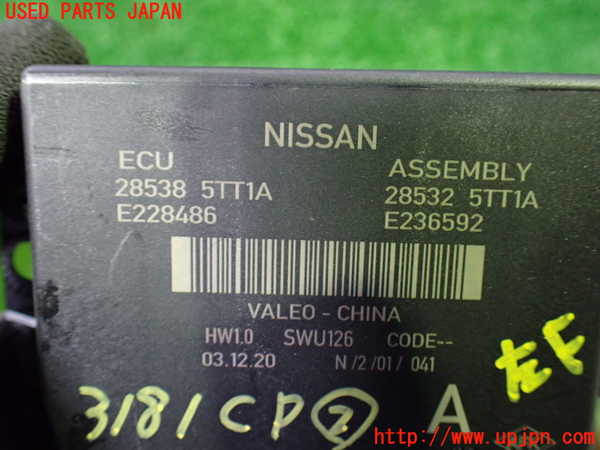 USED PARTS JAPAN
NISSAN
ECU
28538 5TT1A
E228486
ASSEMBLY
28532 5TT1A
E236592
VALEO - CHINA
HW1.0 SWU126 CODE--
03.12.20 N/2/01/ 041
左F
3181CP② A
http://www.upjpn.com/